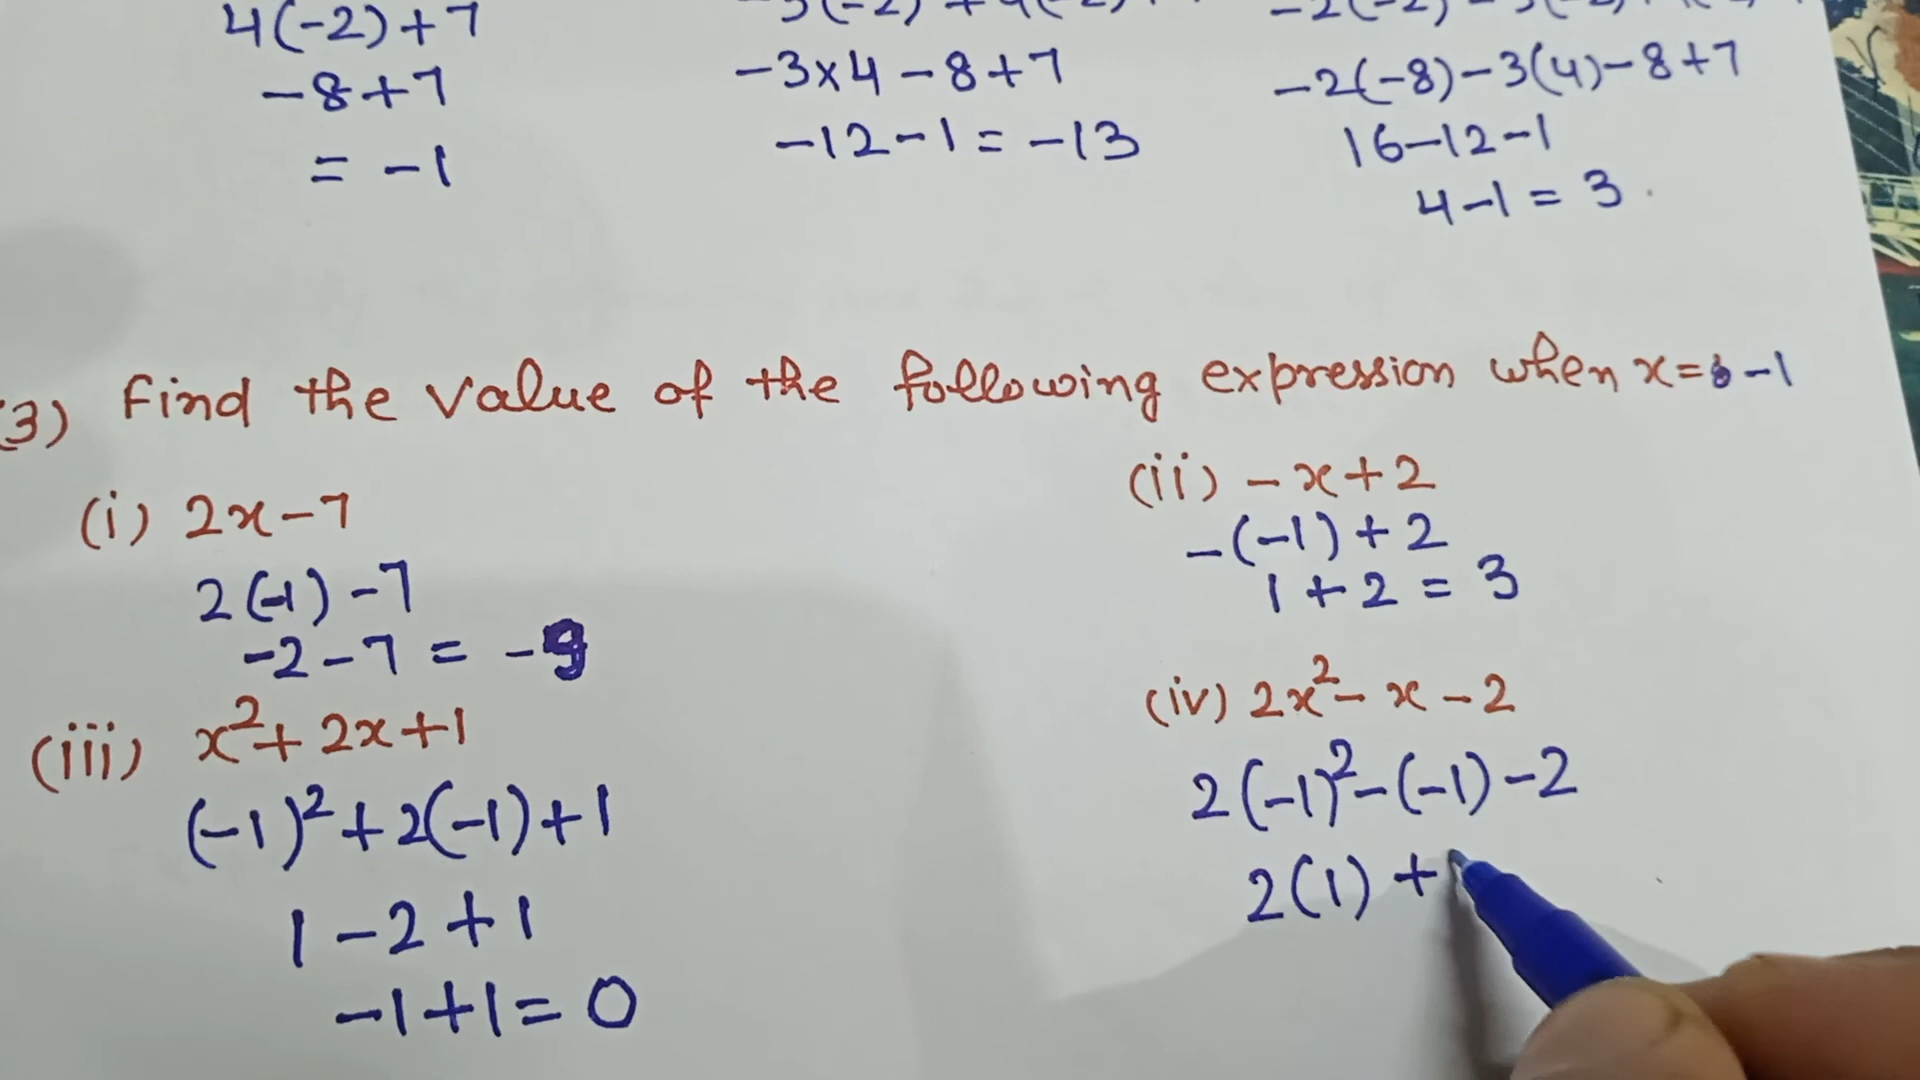 4(-2)+7
-8+7
= -1
-3x4-8+7
-12-1= -13
-2(-8)-3(4)-8+7
16-12-1
4-1= 3
(3) Find the value of the following expression when x= -1
(i) 2x-7
2(-1)-7
-2-7= -9
(ii) -x+2
-(-1)+2
1+2= 3
(iii) x²+2x+1
(-1)²+2(-1)+1
1-2+1
-1+1= 0
(iv) 2x²-x-2
2(-1)²-(-1)-2
2(1)+